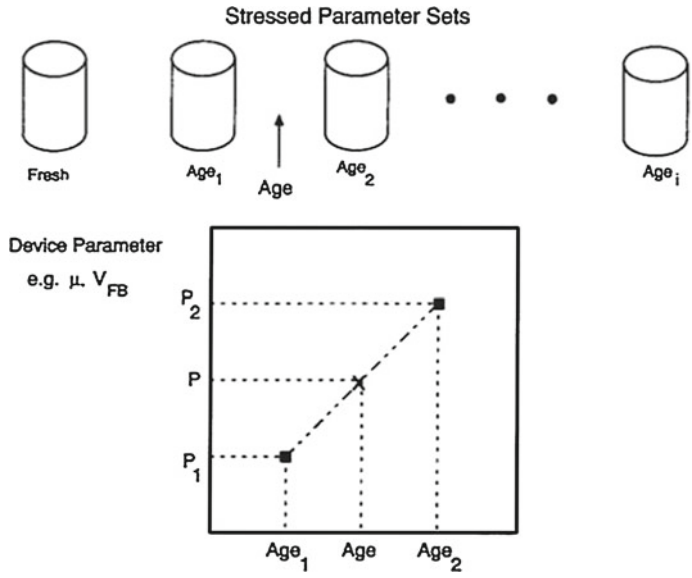 Stressed Parameter Sets
Fresh
Age1
Age
Age2
Agei
Device Parameter
e.g. μ, VFB
P2
P
P1
Age1 Age Age2